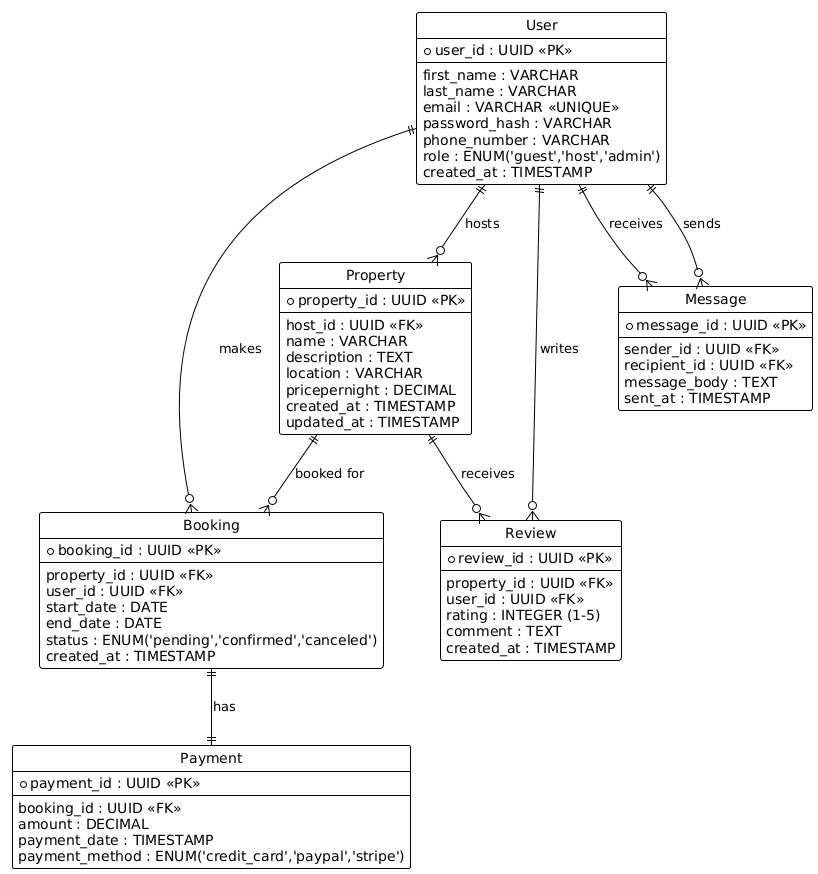 User
user_id : UUID «PK»
first_name : VARCHAR
last_name : VARCHAR
email : VARCHAR «UNIQUE»
password_hash : VARCHAR
phone_number : VARCHAR
role : ENUM('guest','host','admin')
created_at : TIMESTAMP
hosts
receives
sends
Property
property_id : UUID «PK»
host_id : UUID «FK»
name : VARCHAR
description : TEXT
location : VARCHAR
pricepernight : DECIMAL
created_at : TIMESTAMP
updated_at : TIMESTAMP
Message
message_id : UUID «PK»
sender_id : UUID «FK»
recipient_id : UUID «FK»
message_body : TEXT
sent_at : TIMESTAMP
makes
writes
booked for
receives
Booking
booking_id : UUID «PK»
property_id : UUID «FK»
user_id : UUID «FK»
start_date : DATE
end_date : DATE
status : ENUM('pending','confirmed','canceled')
created_at : TIMESTAMP
Review
review_id : UUID «PK»
property_id : UUID «FK»
user_id : UUID «FK»
rating : INTEGER (1-5)
comment : TEXT
created_at : TIMESTAMP
has
Payment
payment_id : UUID «PK»
booking_id : UUID «FK»
amount : DECIMAL
payment_date : TIMESTAMP
payment_method : ENUM('credit_card','paypal','stripe')